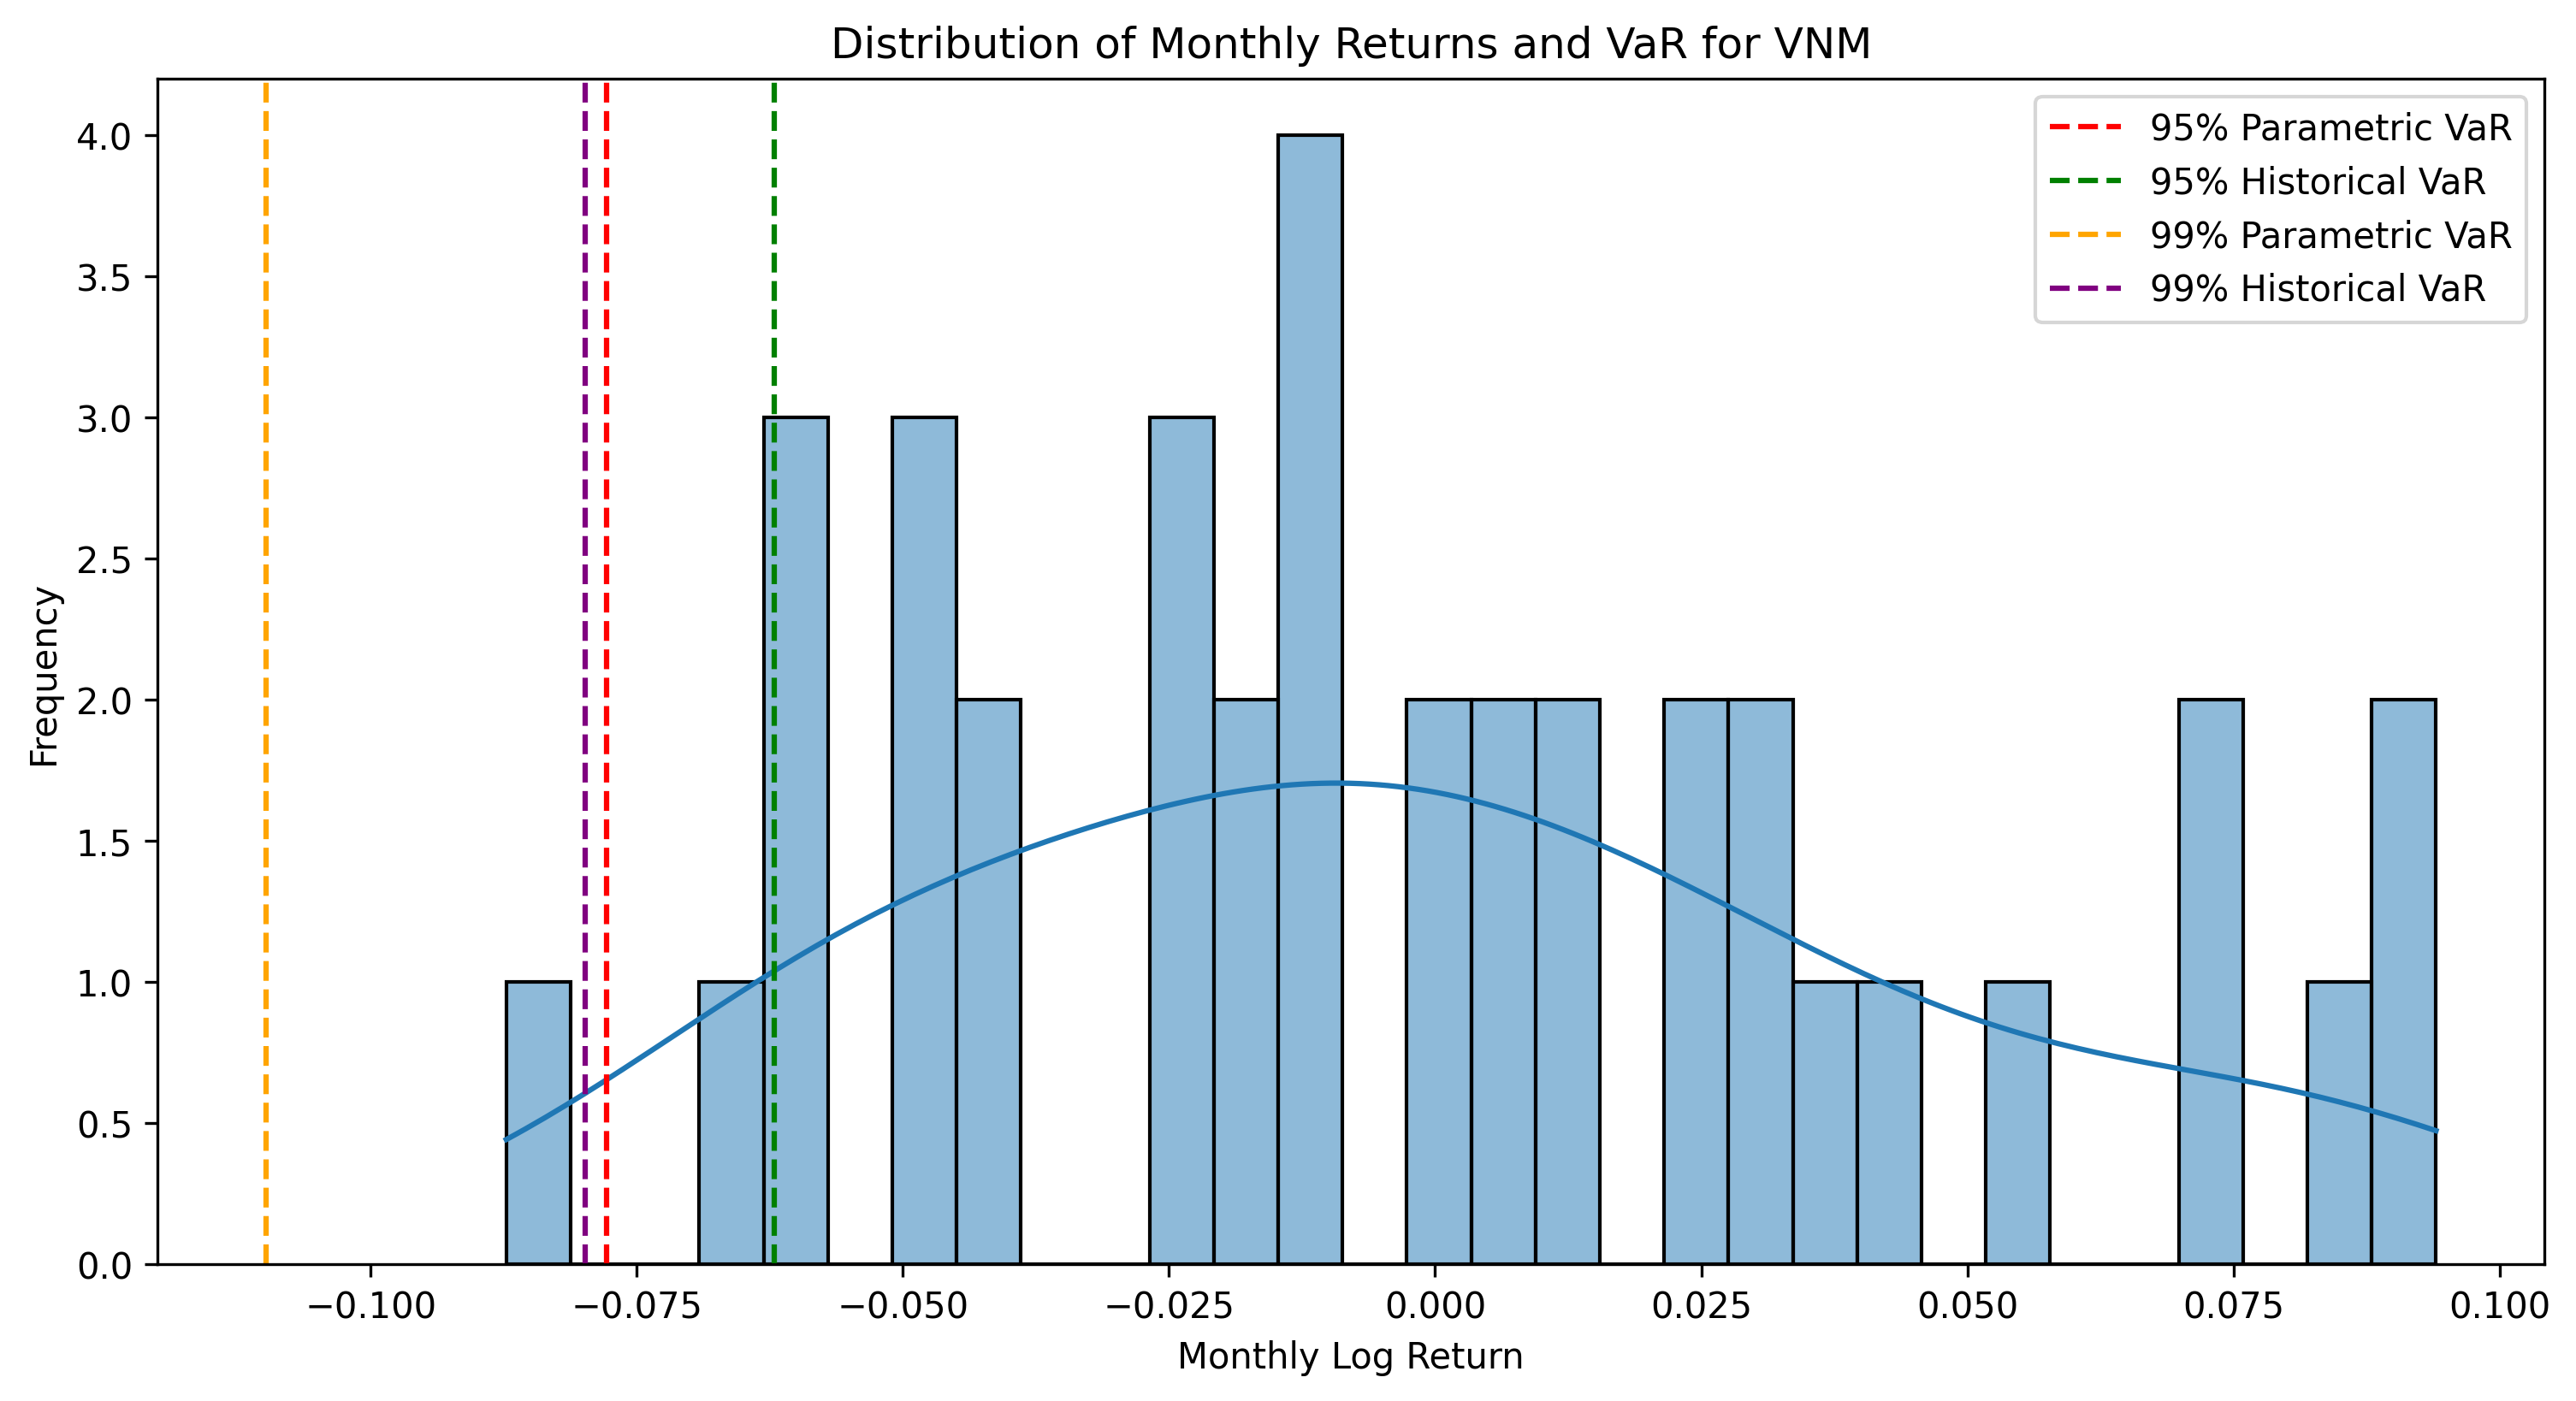 Distribution of Monthly Returns and VaR for VNM
95% Parametric VaR
95% Historical VaR
99% Parametric VaR
99% Historical VaR
4.0
3.5
3.0
2.5
2.0
1.5
1.0
0.5
0.0
Frequency
−0.100 −0.075 −0.050 −0.025 0.000 0.025 0.050 0.075 0.100
Monthly Log Return